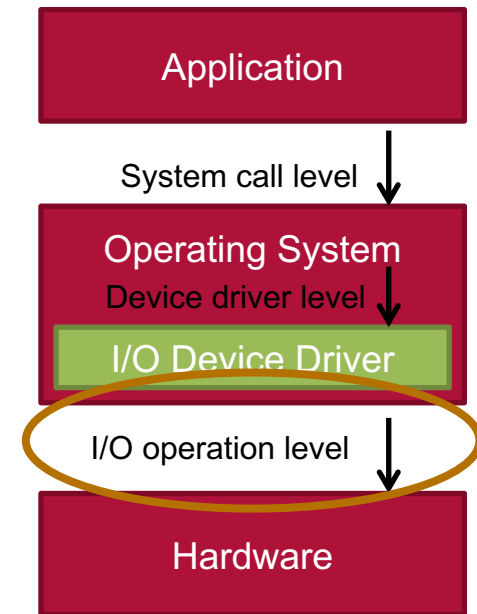 Application
System call level
Operating System
Device driver level
I/O Device Driver
I/O operation level
Hardware